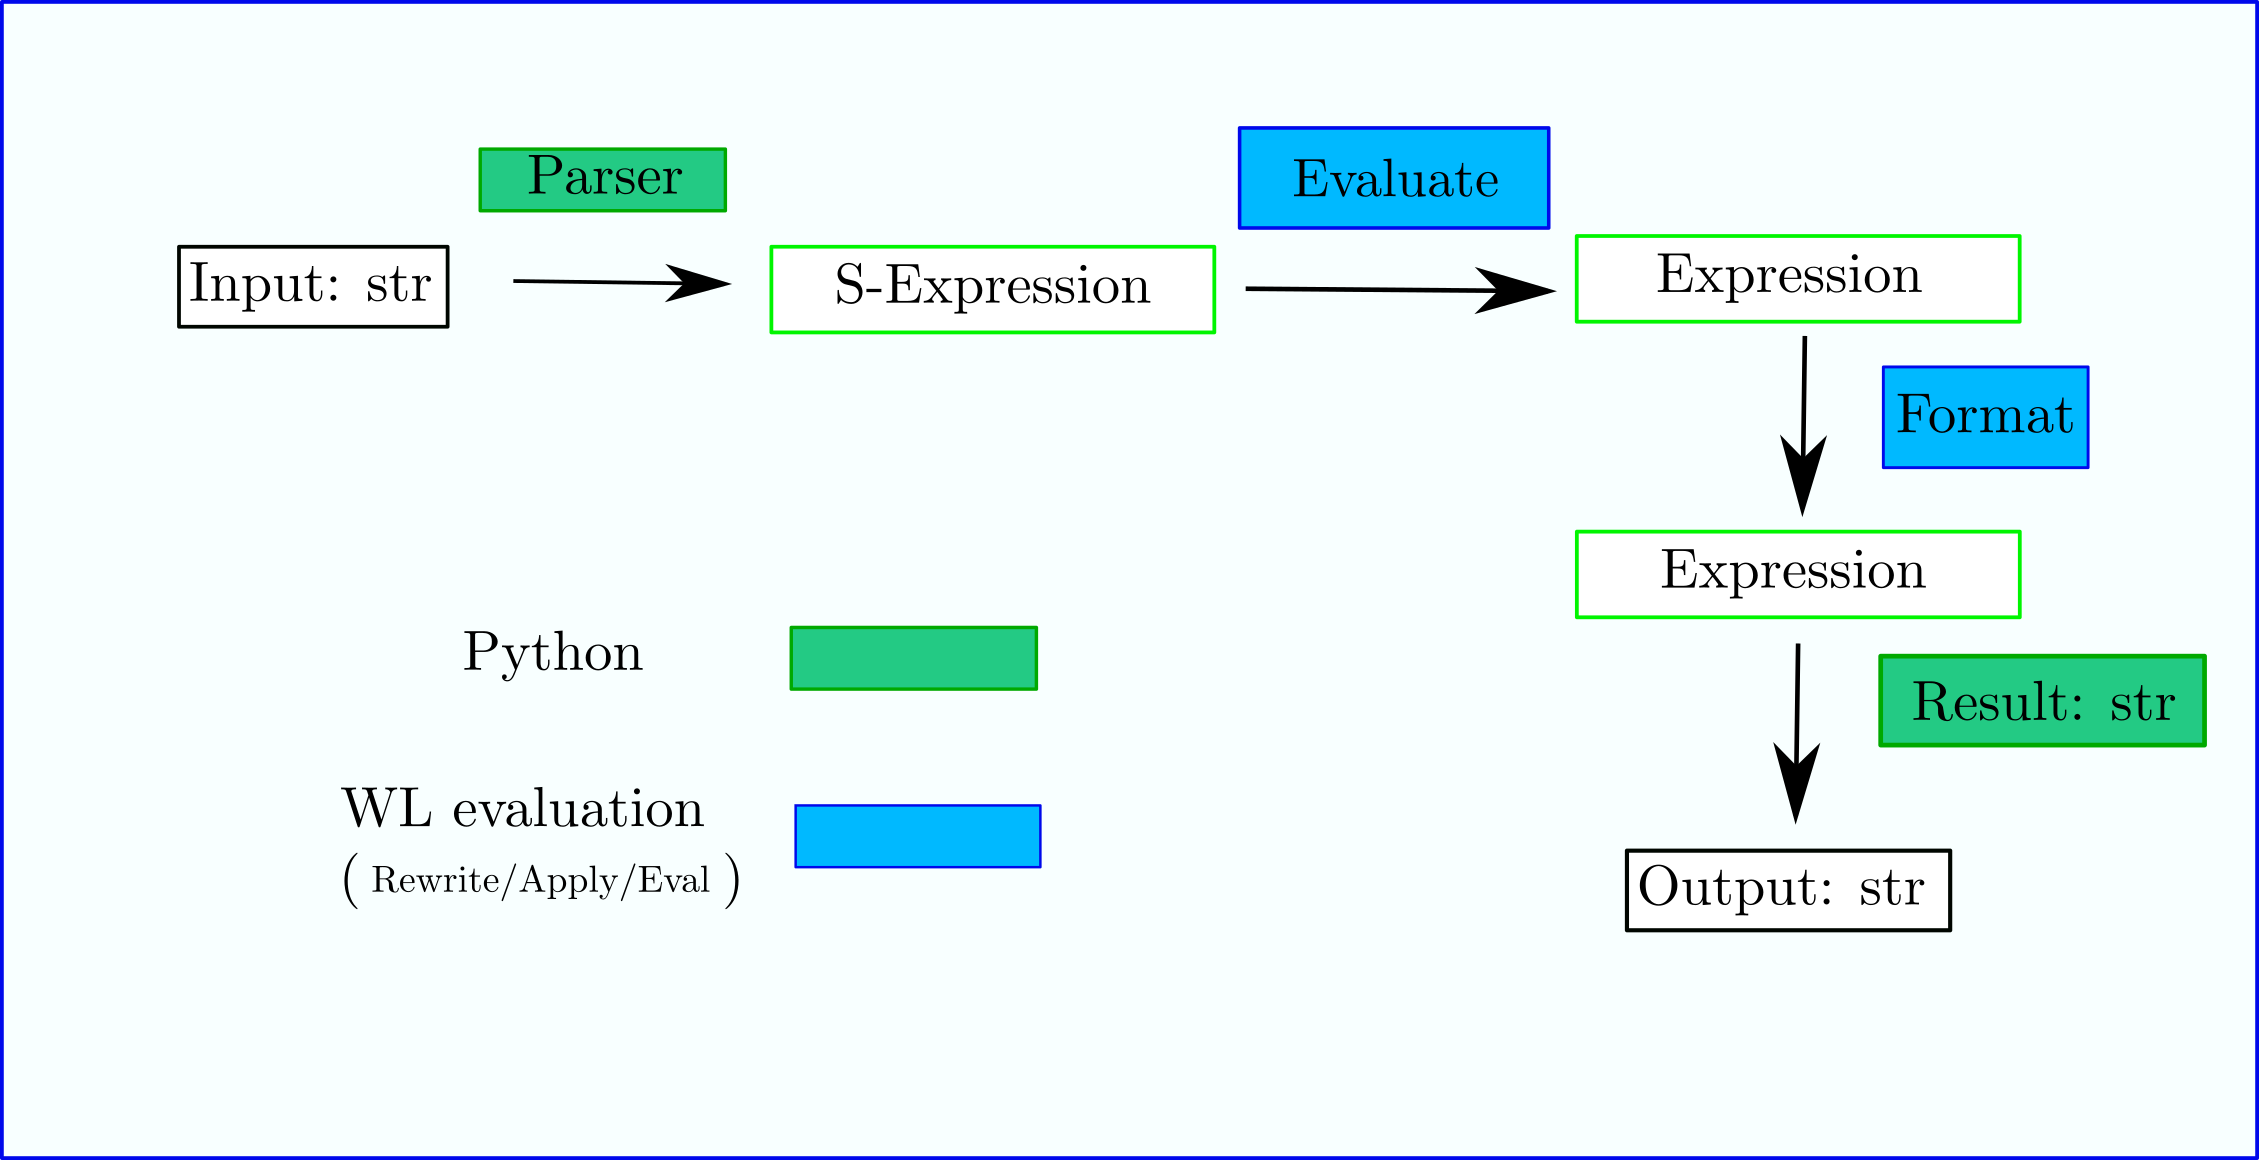 Parser
Evaluate
Input: str
S-Expression
Expression
Format
Expression
Result: str
Output: str
Python
WL evaluation
( Rewrite/Apply/Eval )